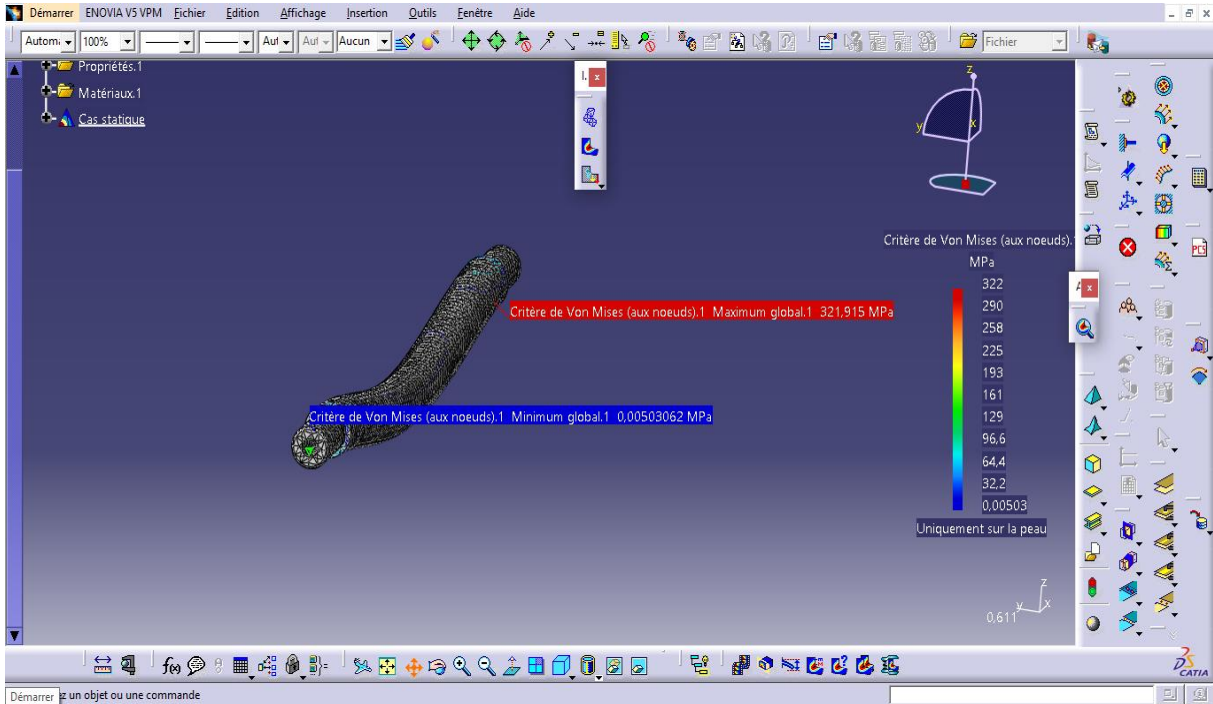 Démarrer ENOVIA V5 VPM Fichier Edition Affichage Insertion Outils Fenêtre Aide
100% Aut Aut Aucun Fichier
Propriétés.1
Matériaux.1
Cas statique
z
y x
Critère de Von Mises (aux noeuds).1 Maximum global.1 321,915 MPa
Critère de Von Mises (aux noeuds).1 Minimum global.1 0,00503062 MPa
Critère de Von Mises (aux noeuds).
MPa
322
290
258
225
193
161
129
96,6
64,4
32,2
0,00503
Uniquement sur la peau
z
y x
0,611
PCS
f(x)
CATIA
Démarrer z un objet ou une commande